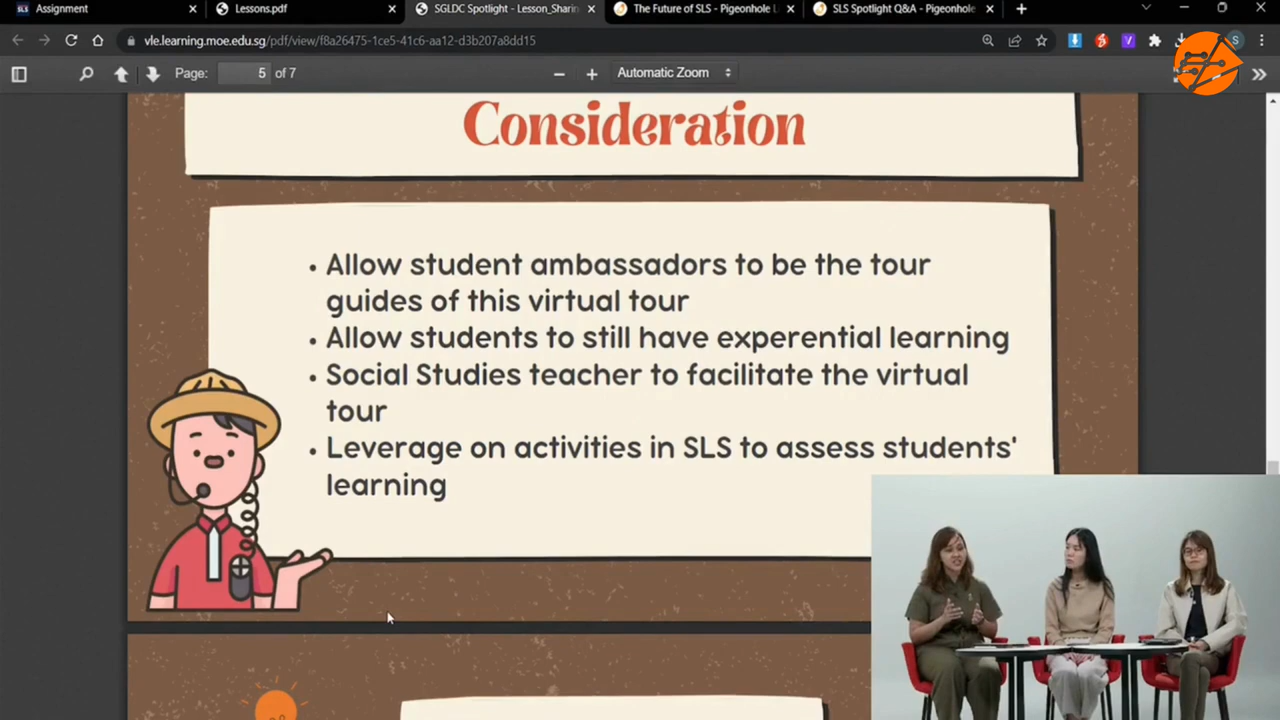 SLS
Assignment
Lessons.pdf
SGLDC Spotlight - Lesson_Sharin
The Future of SLS - Pigeonhole L
SLS Spotlight Q&A - Pigeonhole
vle.learning.moe.edu.sg/pdf/view/f8a26475-1ce5-41c6-aa12-d3b207a8dd15
S
Page: 5 of 7
Automatic Zoom
Consideration
• Allow student ambassadors to be the tour
guides of this virtual tour
• Allow students to still have experential learning
• Social Studies teacher to facilitate the virtual
tour
• Leverage on activities in SLS to assess students'
learning